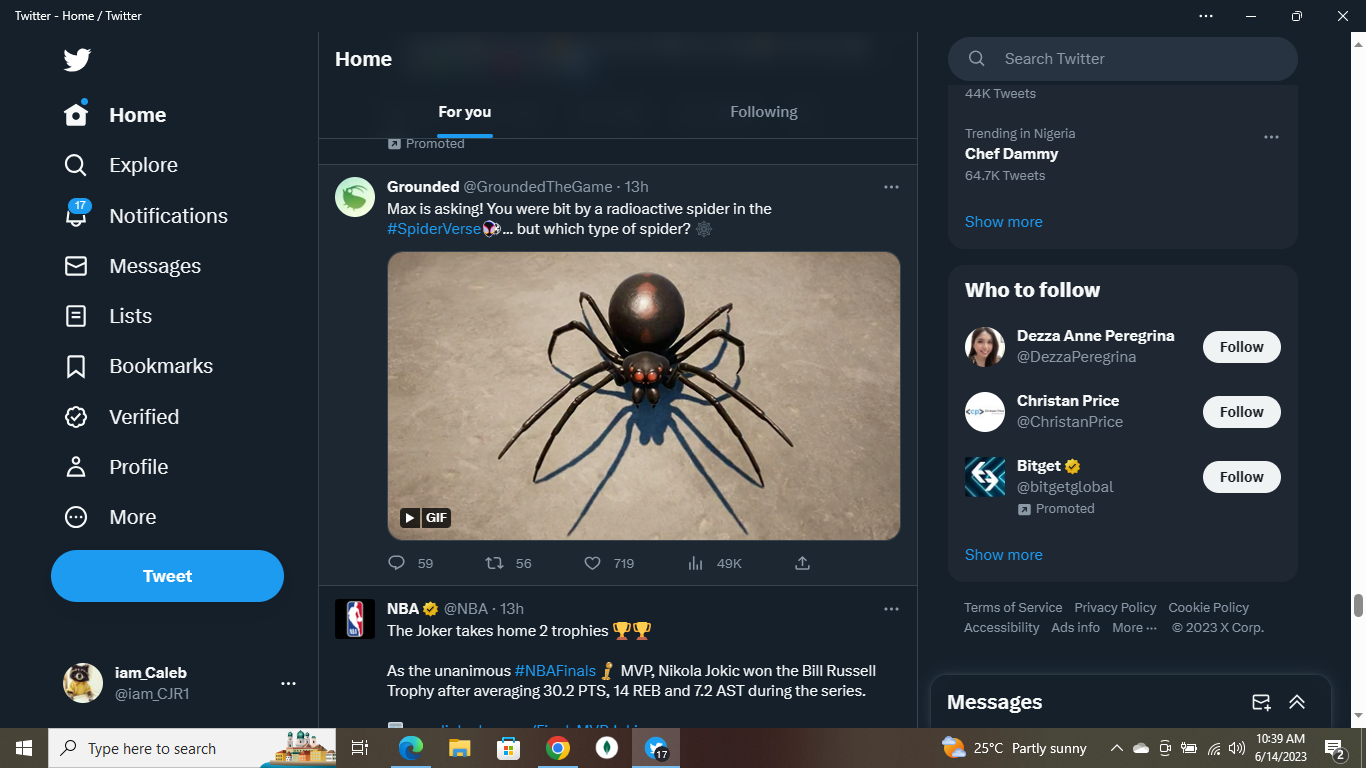 Twitter - Home / Twitter
Home
Explore
17
Notifications
Messages
Lists
Bookmarks
Verified
Profile
More
Tweet
iam_Caleb
@iam_CJR1
Home
For you
Following
Promoted
Grounded @GroundedTheGame · 13h
Max is asking! You were bit by a radioactive spider in the
#SpiderVerse... but which type of spider?
GIF
59 56 719 49K
NBA @NBA · 13h
The Joker takes home 2 trophies 🏆🏆
As the unanimous #NBAFinals MVP, Nikola Jokic won the Bill Russell
Trophy after averaging 30.2 PTS, 14 REB and 7.2 AST during the series.
Search Twitter
44K Tweets
Trending in Nigeria
Chef Dammy
64.7K Tweets
Show more
Who to follow
Dezza Anne Peregrina
@DezzaPeregrina
Follow
Christan Price
@ChristanPrice
Follow
Bitget
@bitgetglobal
Promoted
Follow
Show more
Terms of Service Privacy Policy Cookie Policy
Accessibility Ads info More ··· © 2023 X Corp.
Messages
Type here to search
17
25°C Partly sunny
10:39 AM
6/14/2023
2